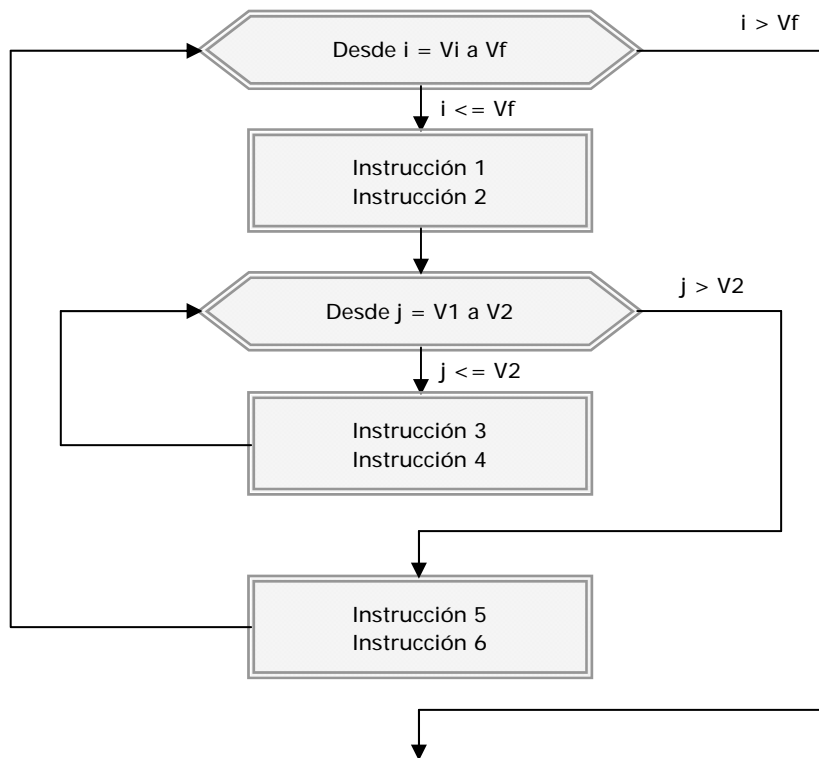 i > Vf
Desde i = Vi a Vf
i <= Vf
Instrucción 1
Instrucción 2
j > V2
Desde j = V1 a V2
j <= V2
Instrucción 3
Instrucción 4
Instrucción 5
Instrucción 6